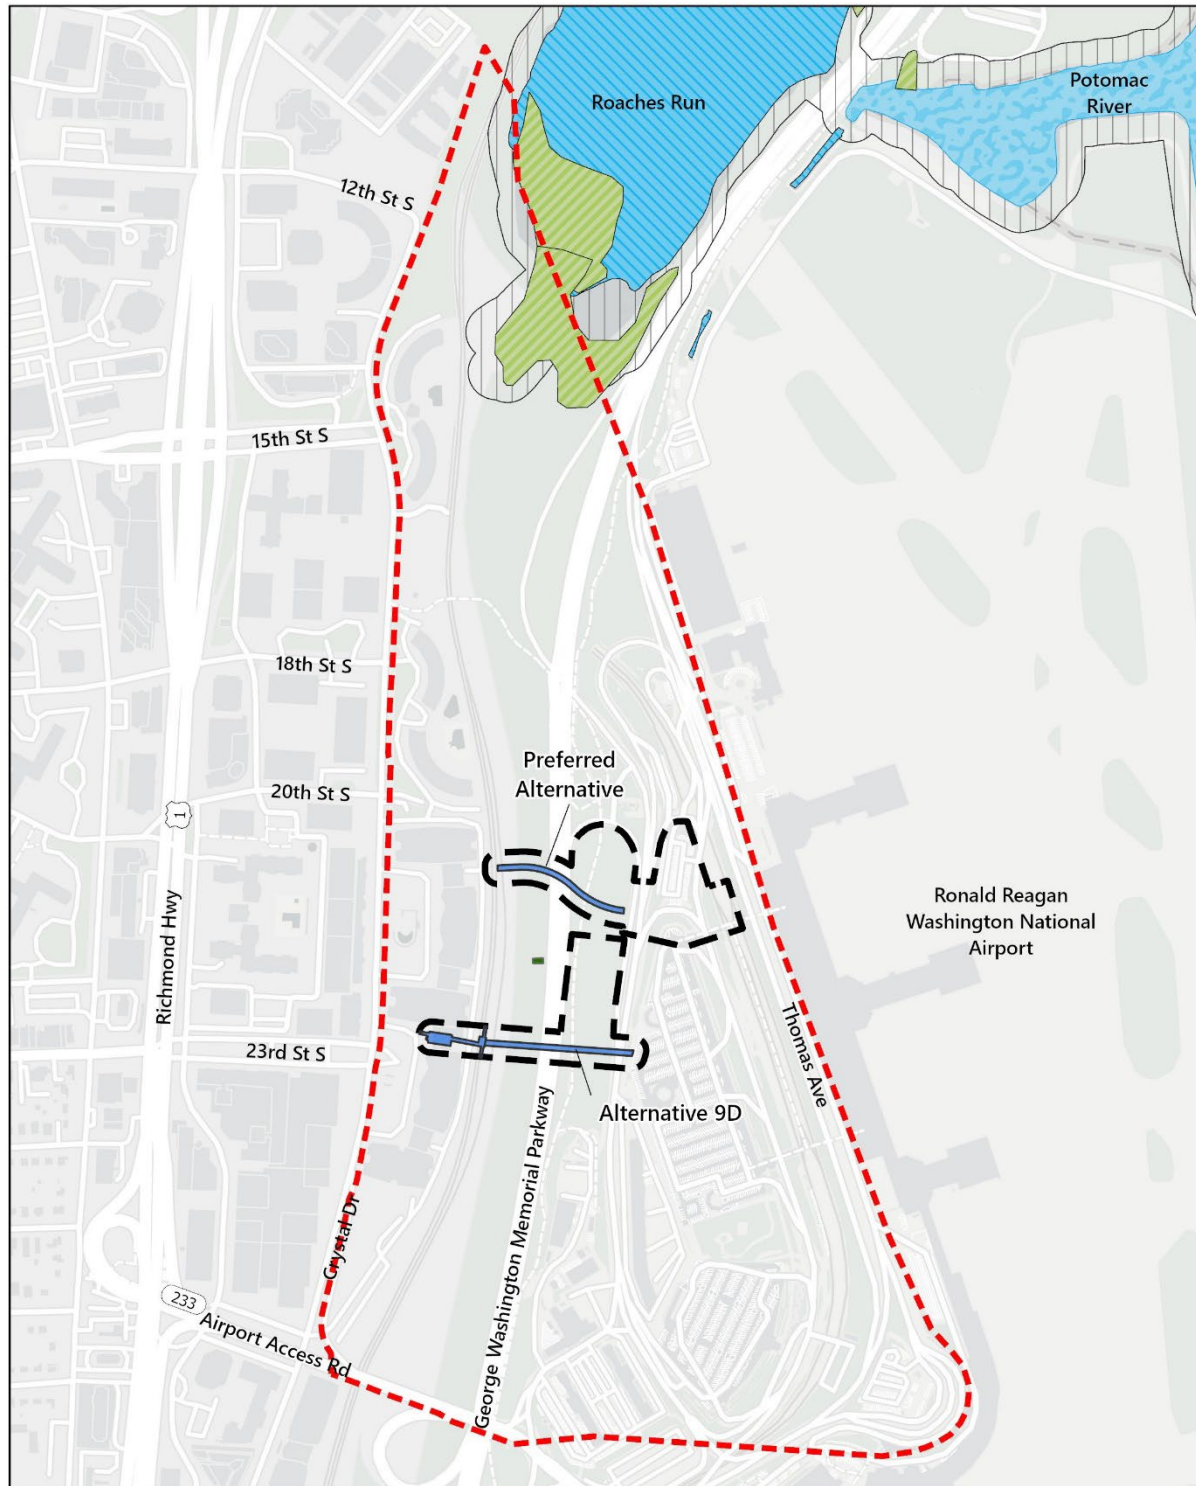 Roaches Run
Potomac
River
12th St S
15th St S
18th St S
Preferred
Alternative
20th St S
1
Richmond Hwy
Ronald Reagan
Washington National
Airport
Thomas Ave
23rd St S
Alternative 9D
George Washington Memorial Parkway
Crystal Dr
233
Airport Access Rd